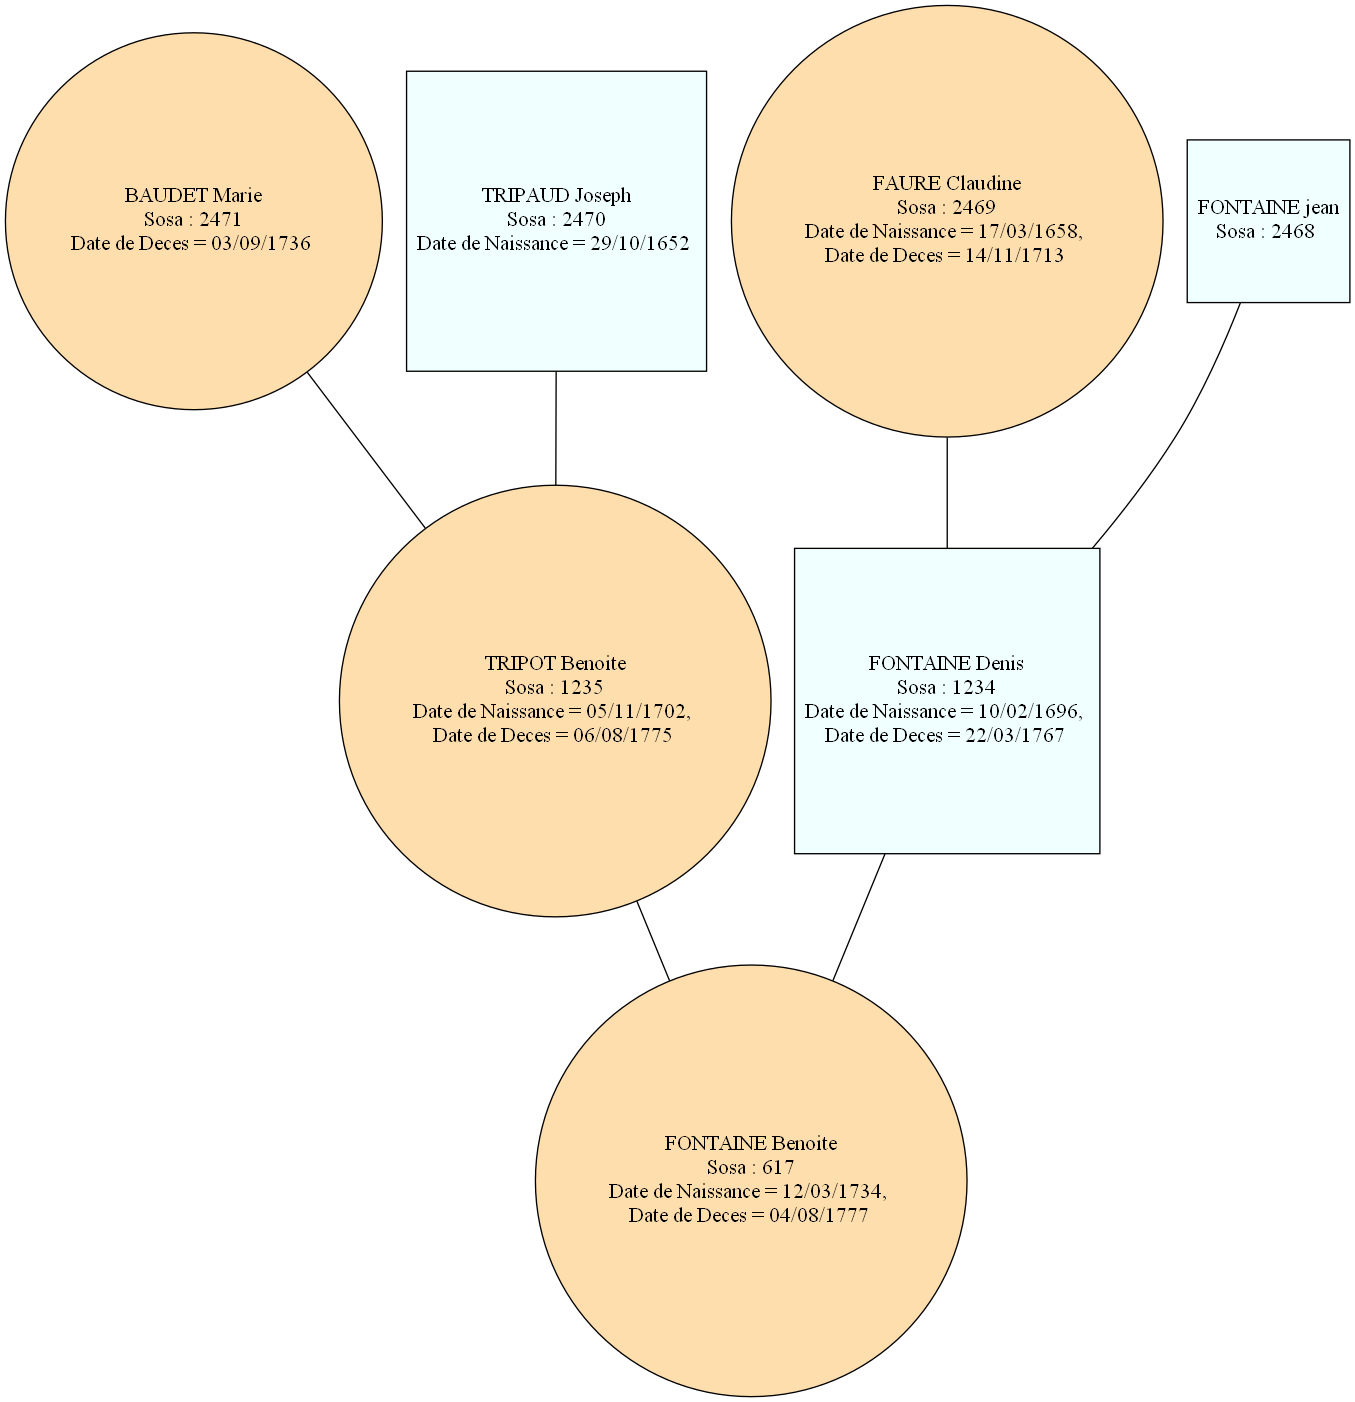 BAUDET Marie
Sosa : 2471
Date de Deces = 03/09/1736
TRIPAUD Joseph
Sosa : 2470
Date de Naissance = 29/10/1652
FAURE Claudine
Sosa : 2469
Date de Naissance = 17/03/1658,
Date de Deces = 14/11/1713
FONTAINE jean
Sosa : 2468
TRIPOT Benoite
Sosa : 1235
Date de Naissance = 05/11/1702,
Date de Deces = 06/08/1775
FONTAINE Denis
Sosa : 1234
Date de Naissance = 10/02/1696,
Date de Deces = 22/03/1767
FONTAINE Benoite
Sosa : 617
Date de Naissance = 12/03/1734,
Date de Deces = 04/08/1777